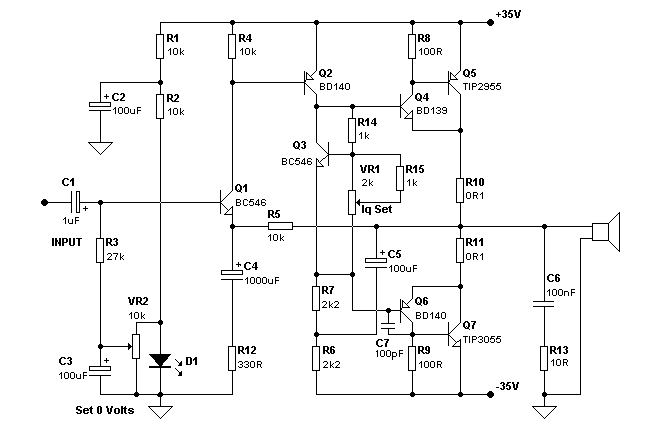 +35V
R1
10k
R4
10k
R8
100R
Q2
BD140
Q5
TIP2955
C2
100uF
R2
10k
Q4
BD139
R14
1k
Q3
BC546
VR1
2k
R15
1k
C1
1uF
Q1
BC546
R10
0R1
Iq Set
R5
10k
INPUT
R3
27k
R11
0R1
C5
100uF
C4
1000uF
C6
100nF
VR2
10k
R7
2k2
Q6
BD140
Q7
TIP3055
C7
100pF
C3
100uF
D1
R12
330R
R6
2k2
R9
100R
R13
10R
-35V
Set 0 Volts